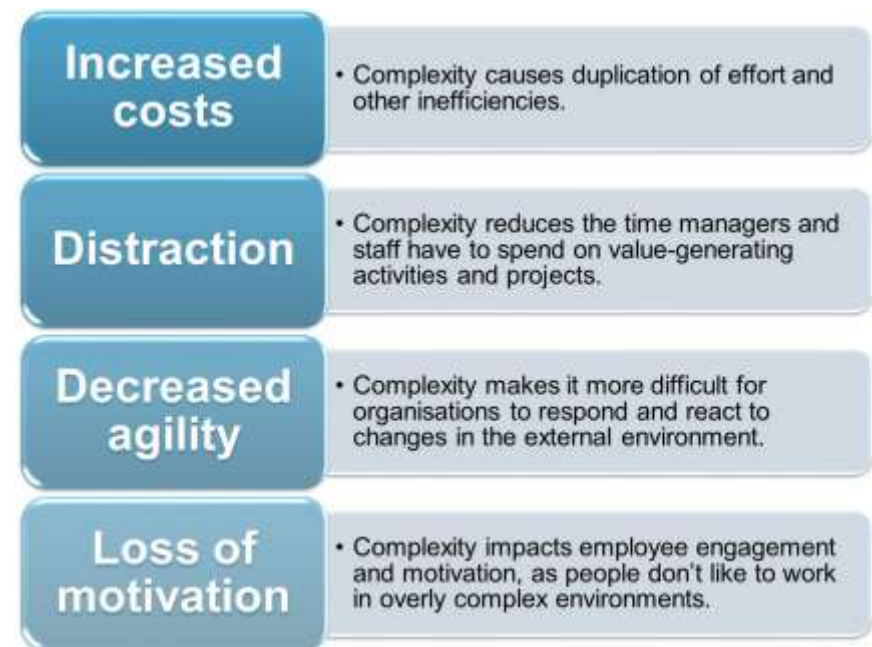 Increased
costs
• Complexity causes duplication of effort and
other inefficiencies.
Distraction
• Complexity reduces the time managers and
staff have to spend on value-generating
activities and projects.
Decreased
agility
• Complexity makes it more difficult for
organisations to respond and react to
changes in the external environment.
Loss of
motivation
• Complexity impacts employee engagement
and motivation, as people don't like to work
in overly complex environments.